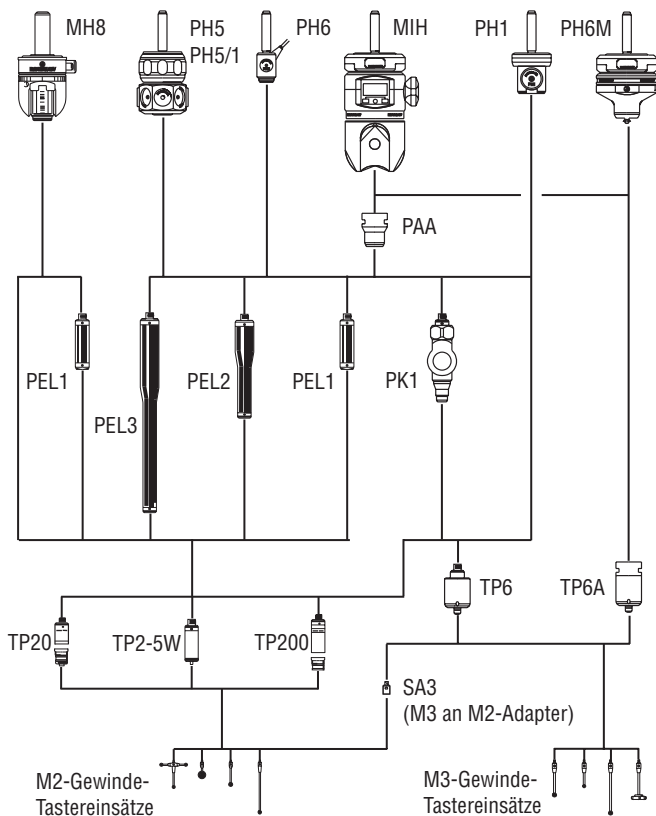 MH8
PH5
PH5/1
PH6
MIH
PH1
PH6M
PAA
PEL1
PEL3
PEL2
PEL1
PK1
TP6
TP6A
TP20
TP2-5W
TP200
SA3
(M3 an M2-Adapter)
M2-Gewinde-
Tastereinsätze
M3-Gewinde-
Tastereinsätze